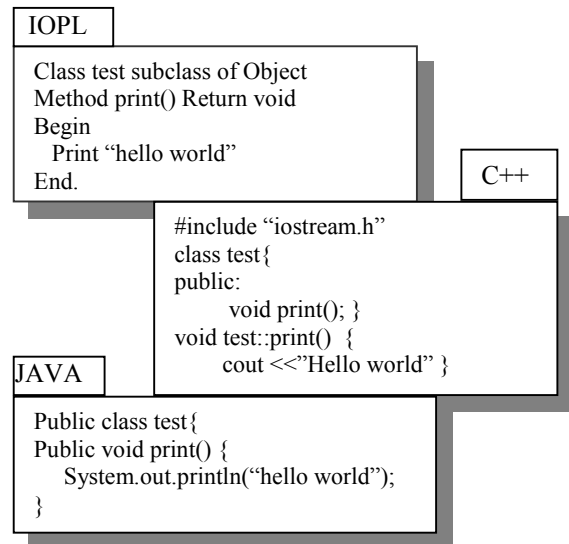 IOPL
Class test subclass of Object
Method print() Return void
Begin
Print “hello world”
End.
C++
#include “iostream.h”
class test{
public:
void print(); }
void test::print() {
cout <<”Hello world” }
JAVA
Public class test{
Public void print() {
System.out.println(“hello world”);
}